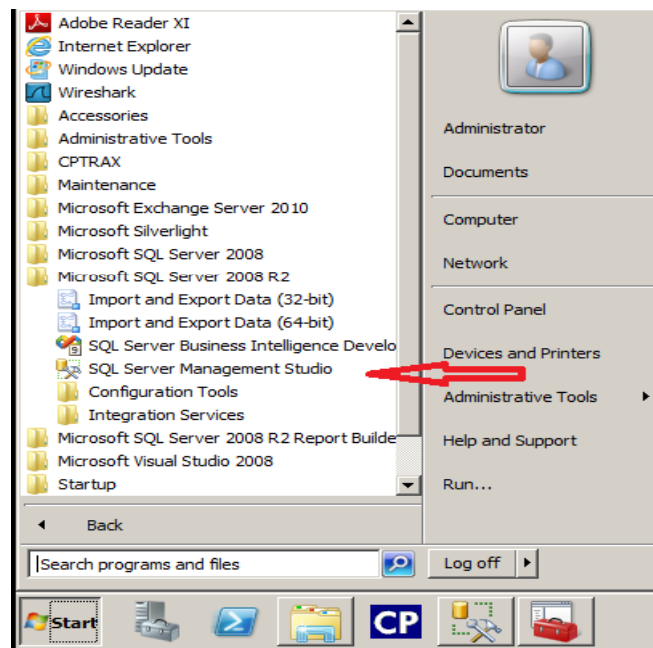 Adobe Reader XI
Internet Explorer
Windows Update
Wireshark
Accessories
Administrative Tools
CPTRAX
Maintenance
Microsoft Exchange Server 2010
Microsoft Silverlight
Microsoft SQL Server 2008
Microsoft SQL Server 2008 R2
Import and Export Data (32-bit)
Import and Export Data (64-bit)
SQL Server Business Intelligence Develo
SQL Server Management Studio
Configuration Tools
Integration Services
Microsoft SQL Server 2008 R2 Report Builde
Microsoft Visual Studio 2008
Startup
Back
Search programs and files
Administrator
Documents
Computer
Network
Control Panel
Devices and Printers
Administrative Tools
Help and Support
Run...
Log off
Start
CP